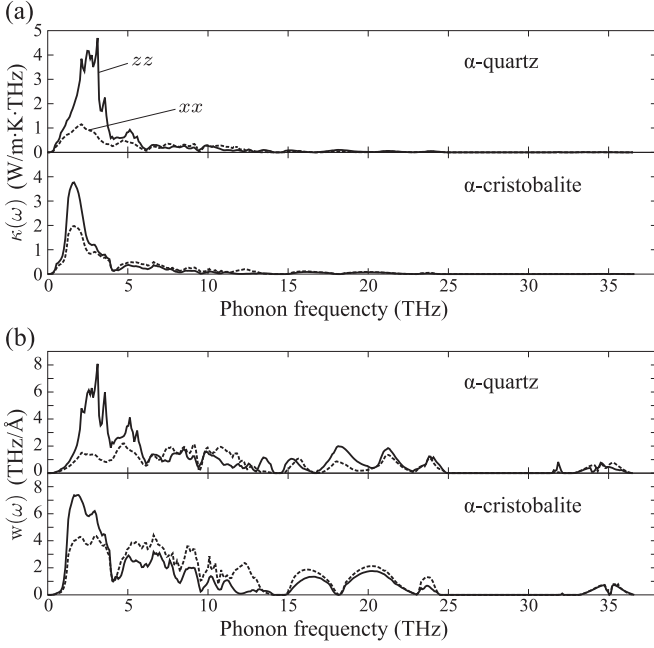 (a)
5
4
3
2
1
0
zz
xx
α-quartz
4
3
2
1
0
α-cristobalite
κ(ω) (W/m·K·THz)
0 5 10 15 20 25 30 35
Phonon frequencty (THz)
(b)
8
6
4
2
0
α-quartz
8
6
4
2
0
α-cristobalite
w(ω) (THz/Å)
0 5 10 15 20 25 30 35
Phonon frequencty (THz)